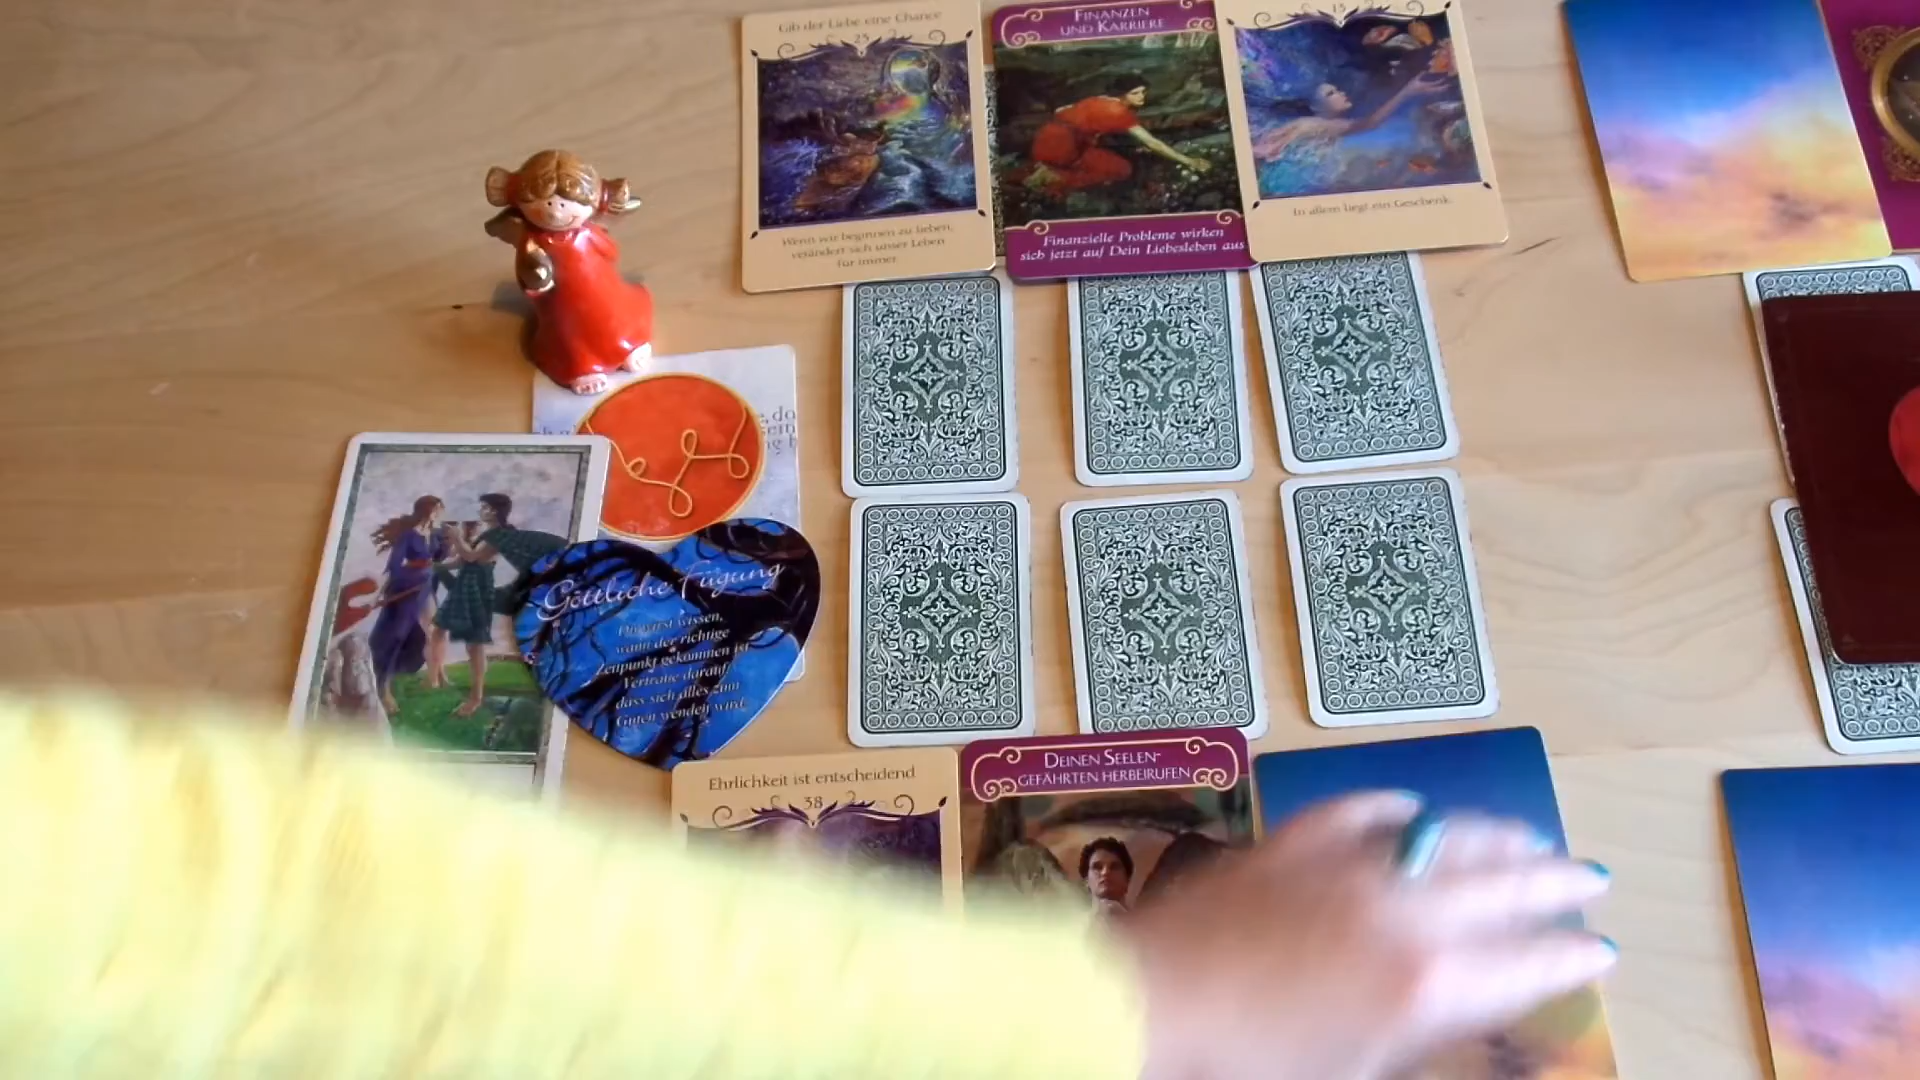 Gib der Liebe eine Chance
25
Wenn wir beginnen zu lieben,
verändert sich unser Leben
für immer.
FINANZEN
UND KARRIERE
Finanzielle Probleme wirken
sich jetzt auf Dein Liebesleben aus
13
In allem liegt ein Geschenk.
Göttliche Fügung
Du wirst wissen,
wann der richtige
Zeitpunkt gekommen ist
Vertraue darauf,
dass sich alles zum
Guten wenden wird.
Ehrlichkeit ist entscheidend
38
DEINEN SEELEN-
GEFÄHRTEN HERBEIRUFEN